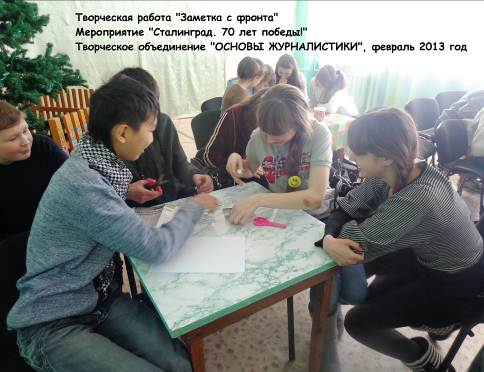 Творческая работа "Заметка с фронта"
Мероприятие "Сталинград. 70 лет победы!"
Творческое объединение "ОСНОВЫ ЖУРНАЛИСТИКИ", февраль 2013 год